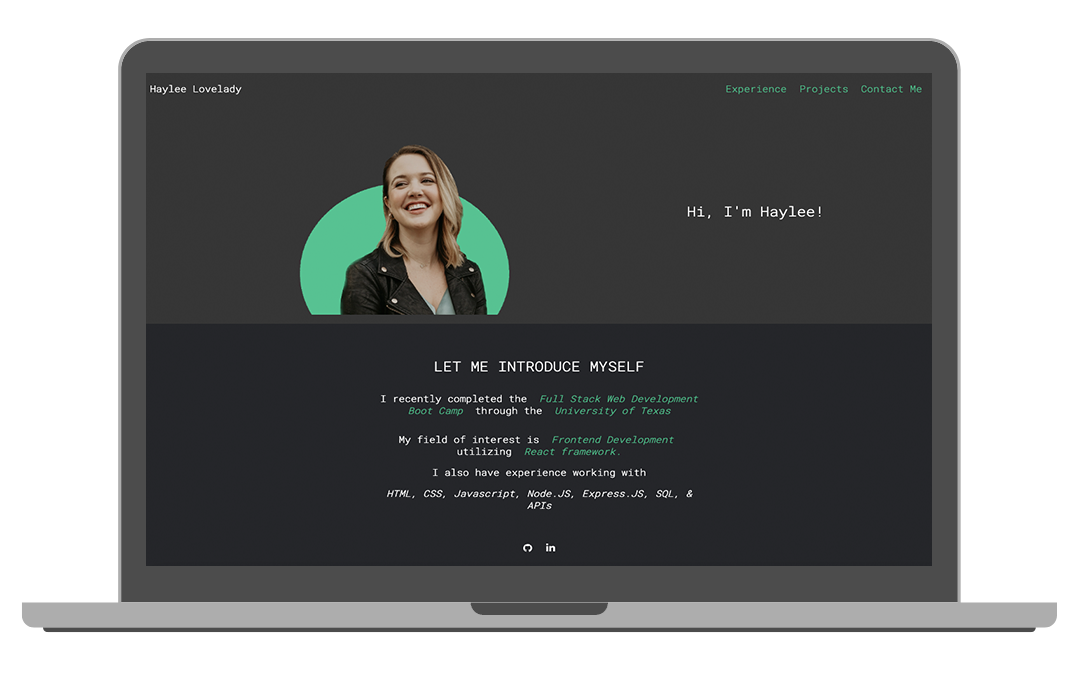 Haylee Lovelady
Experience Projects Contact Me
Hi, I'm Haylee!
LET ME INTRODUCE MYSELF
I recently completed the Full Stack Web Development
Boot Camp through the University of Texas
My field of interest is Frontend Development
utilizing React framework.
I also have experience working with
HTML, CSS, Javascript, Node.JS, Express.JS, SQL, &
APIs
in